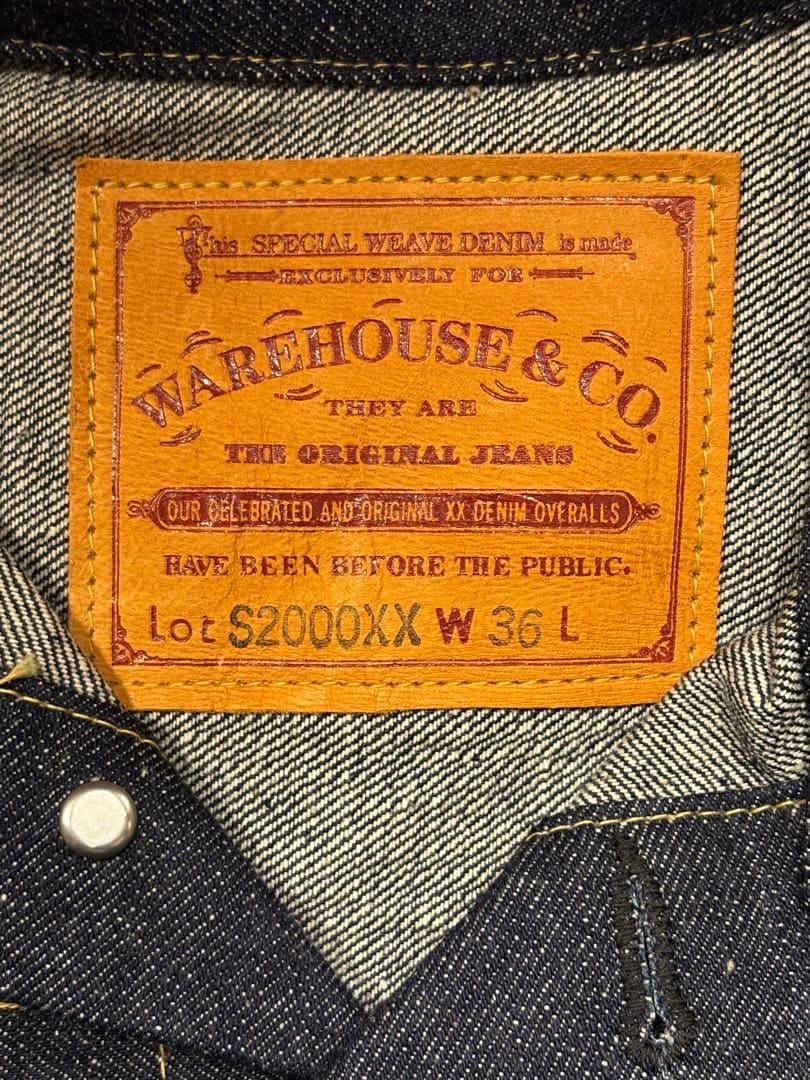 This SPECIAL WEAVE DENIM is made
EXCLUSIVELY FOR
WAREHOUSE & CO.
THEY ARE
THE ORIGINAL JEANS
OUR CELEBRATED AND ORIGINAL XX DENIM OVERALLS
HAVE BEEN BEFORE THE PUBLIC.
Lot S2000XX W 36 L